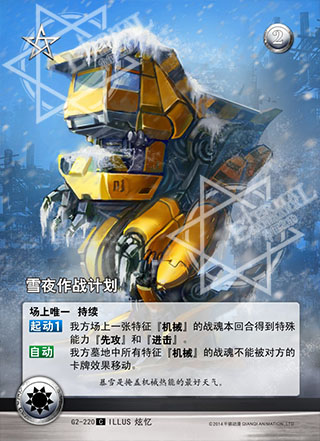 2
雪夜作战计划
场上唯一 持续
起动1 我方场上一张特征『机械』的战魂本回合得到特殊
能力『先攻』和『进击』。
自动 我方墓地中所有特征『机械』的战魂不能被对方的
卡牌效果移动。
暴雪是掩盖机械热能的最好天气。
G2-220 C ILLUS 炫忆
©2014千骐动漫 QIANQI ANIMATION, LTD